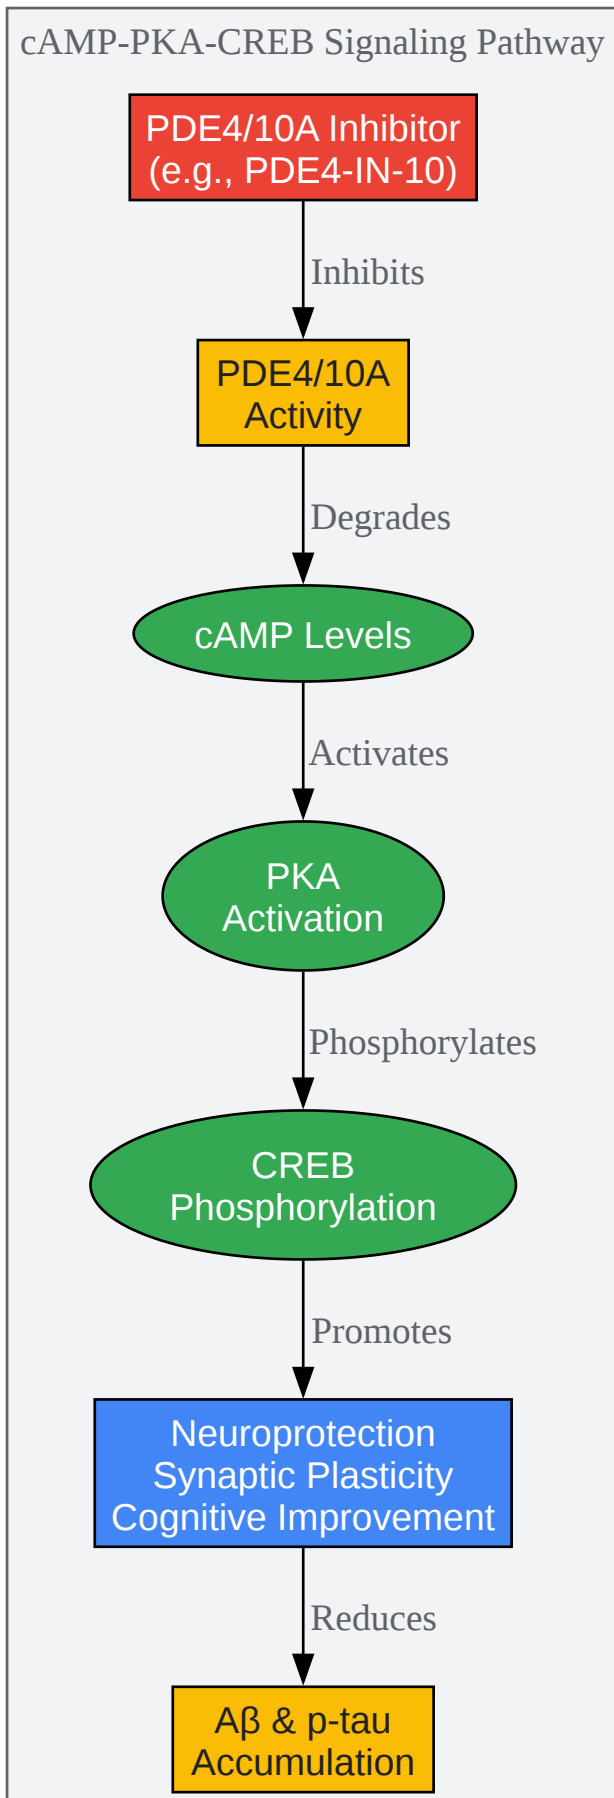 cAMP-PKA-CREB Signaling Pathway
PDE4/10A Inhibitor
(e.g., PDE4-IN-10)
Inhibits
PDE4/10A
Activity
Degrades
cAMP Levels
Activates
PKA
Activation
Phosphorylates
CREB
Phosphorylation
Promotes
Neuroprotection
Synaptic Plasticity
Cognitive Improvement
Reduces
Aβ & p-tau
Accumulation